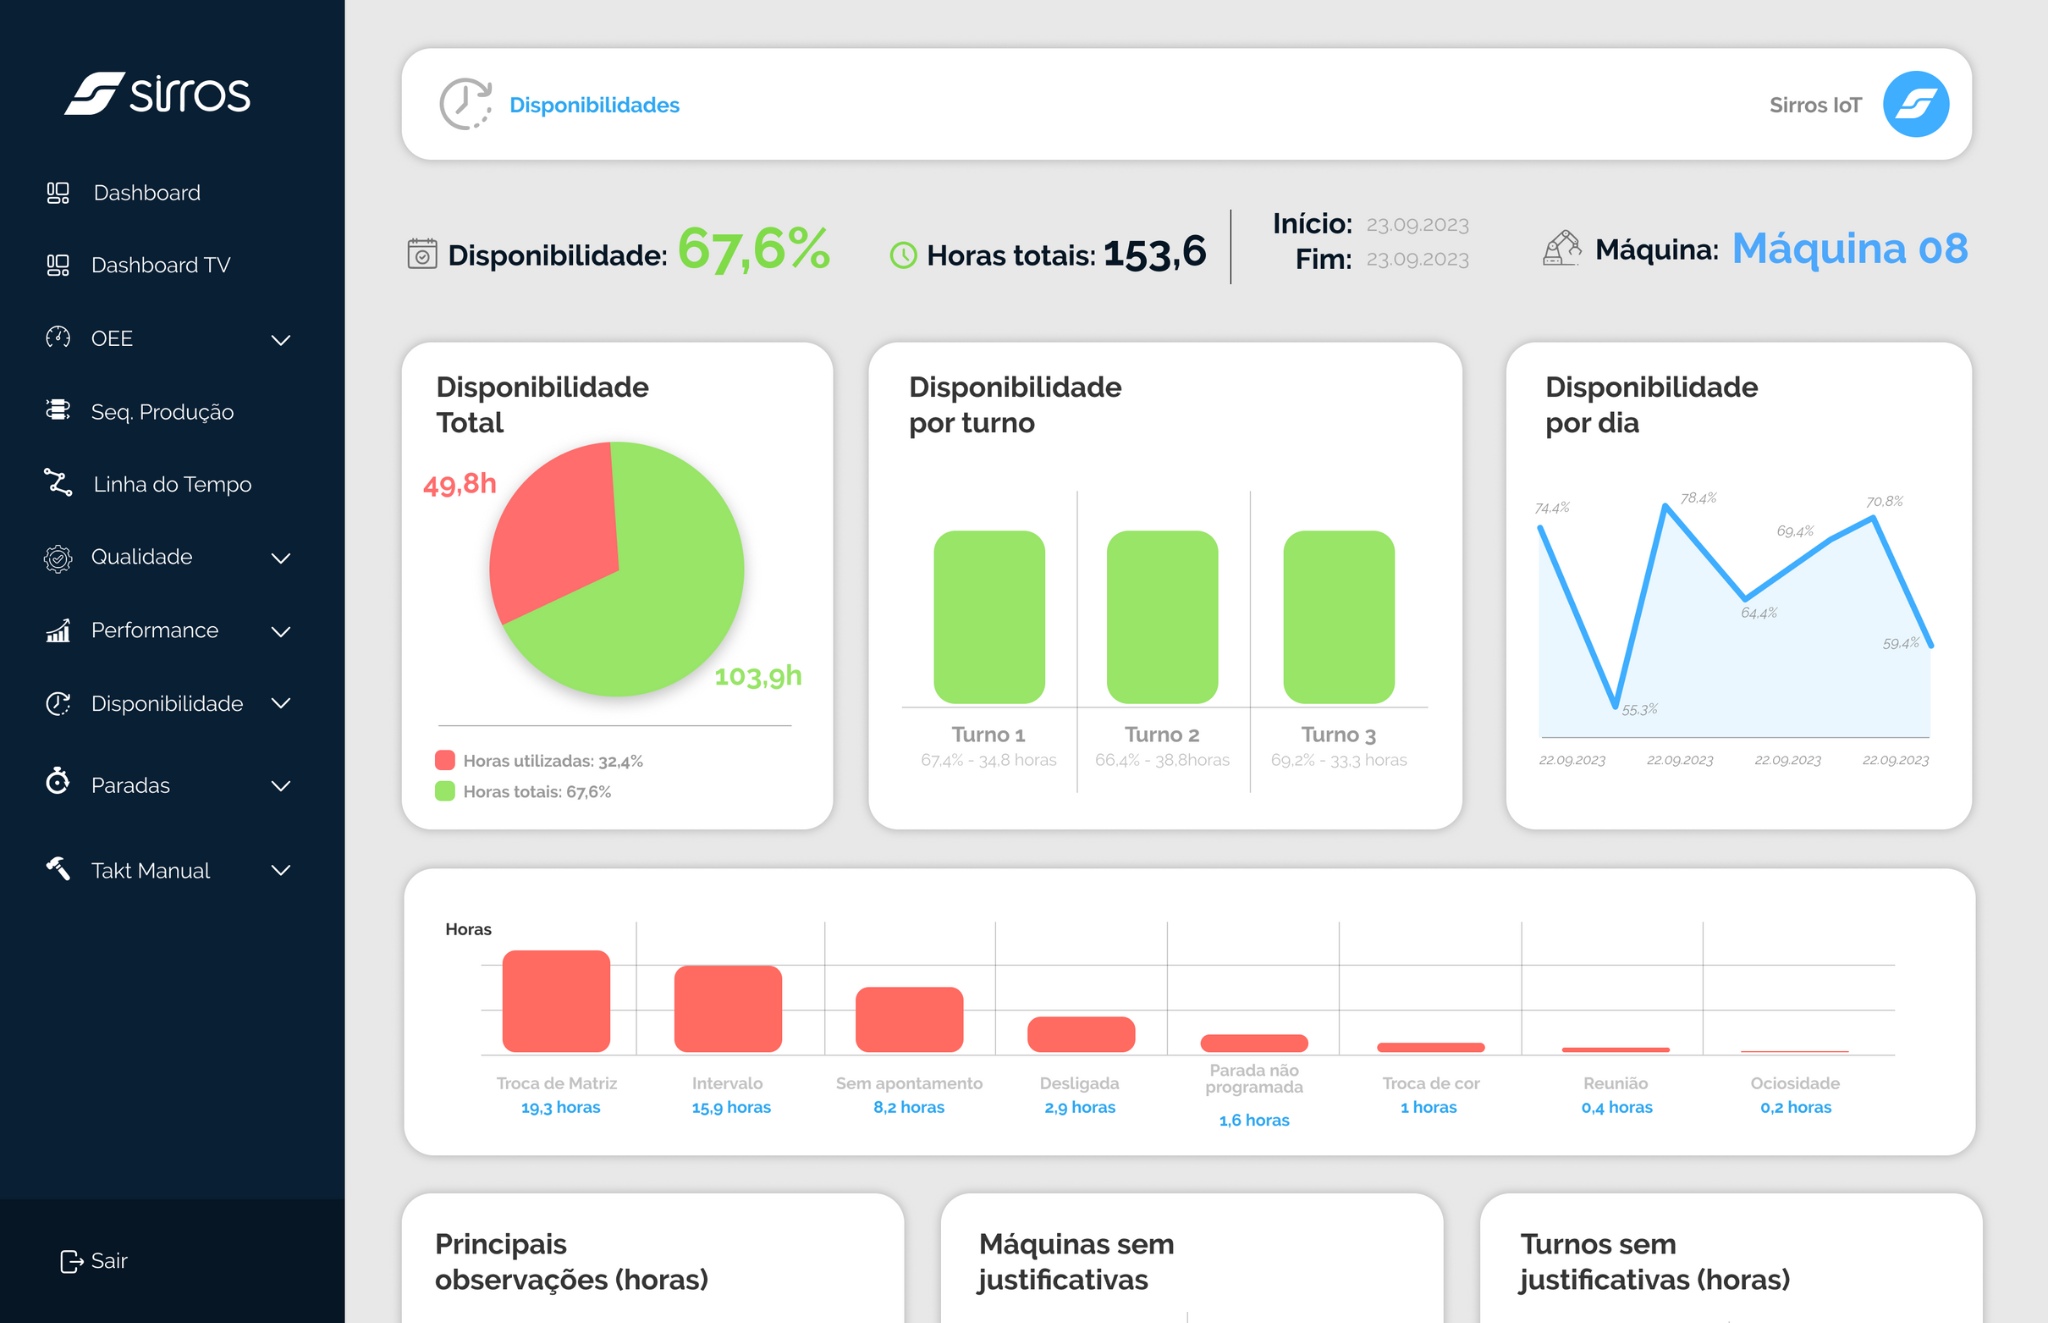 sirros
Dashboard
Dashboard TV
OEE
Seq. Produção
Linha do Tempo
Qualidade
Performance
Disponibilidade
Paradas
Takt Manual
Sair
Disponibilidades
Sirros IoT
Disponibilidade: 67,6%
Horas totais: 153,6
Início: 23.09.2023
Fim: 23.09.2023
Máquina: Máquina 08
Disponibilidade
Total
49,8h
103,9h
Horas utilizadas: 32,4%
Horas totais: 67,6%
Disponibilidade
por turno
Turno 1
67,4% - 34,8 horas
Turno 2
66,4% - 38,8horas
Turno 3
69,2% - 33,3 horas
Disponibilidade
por dia
74,4%
78,4%
70,8%
69,4%
64,4%
59,4%
55,3%
22.09.2023 22.09.2023 22.09.2023 22.09.2023
Horas
Troca de Matriz
19,3 horas
Intervalo
15,9 horas
Sem apontamento
8,2 horas
Desligada
2,9 horas
Parada não
programada
1,6 horas
Troca de cor
1 horas
Reunião
0,4 horas
Ociosidade
0,2 horas
Principais
observações (horas)
Máquinas sem
justificativas
Turnos sem
justificativas (horas)